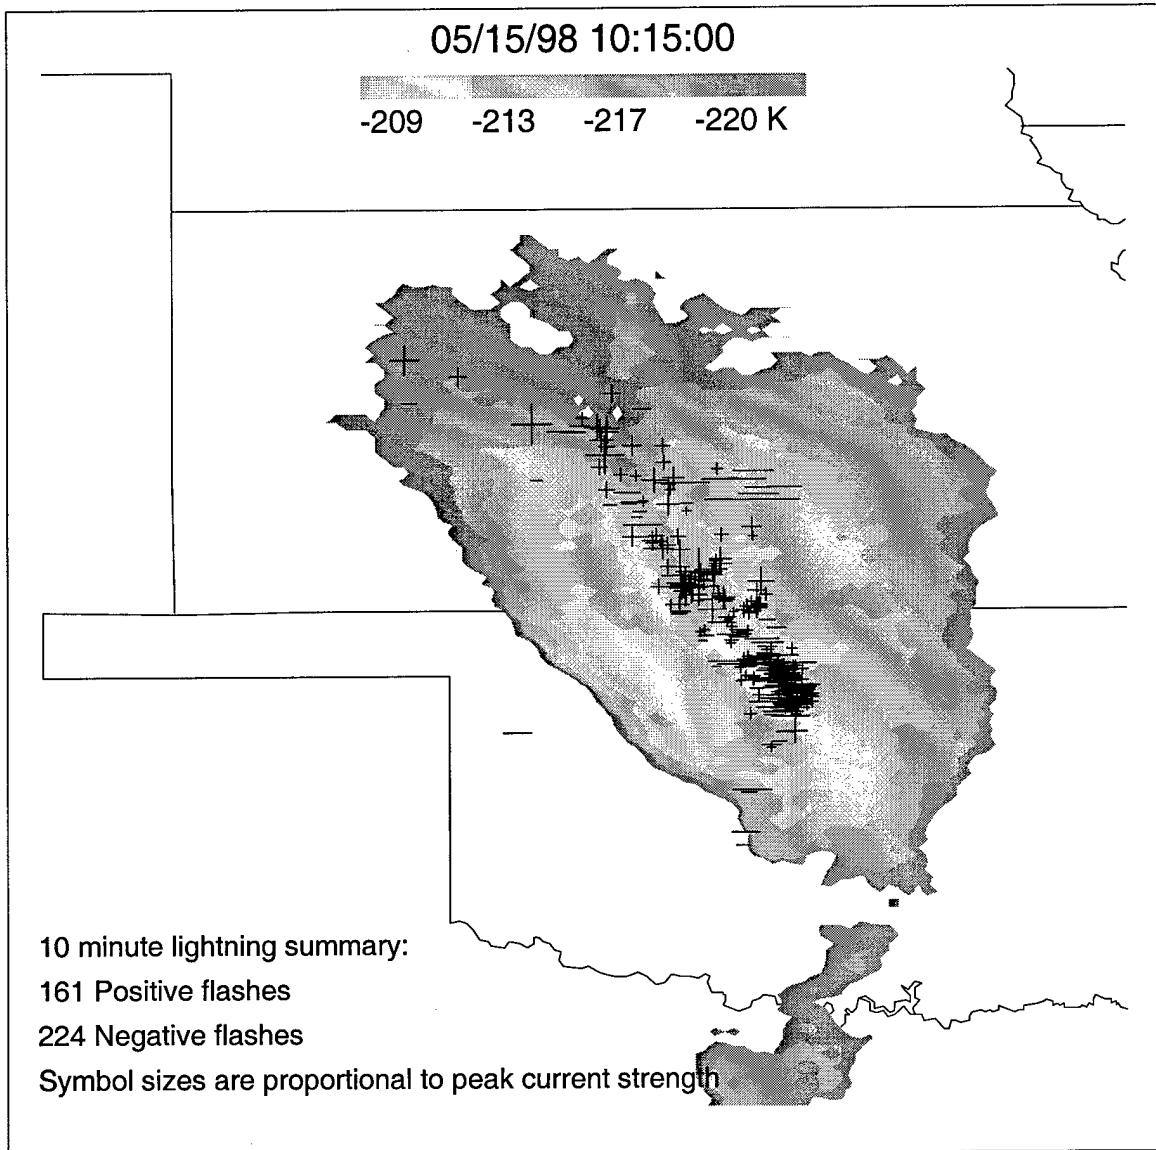 05/15/98 10:15:00
-209 -213 -217 -220 K
10 minute lightning summary:
161 Positive flashes
224 Negative flashes
Symbol sizes are proportional to peak current strength